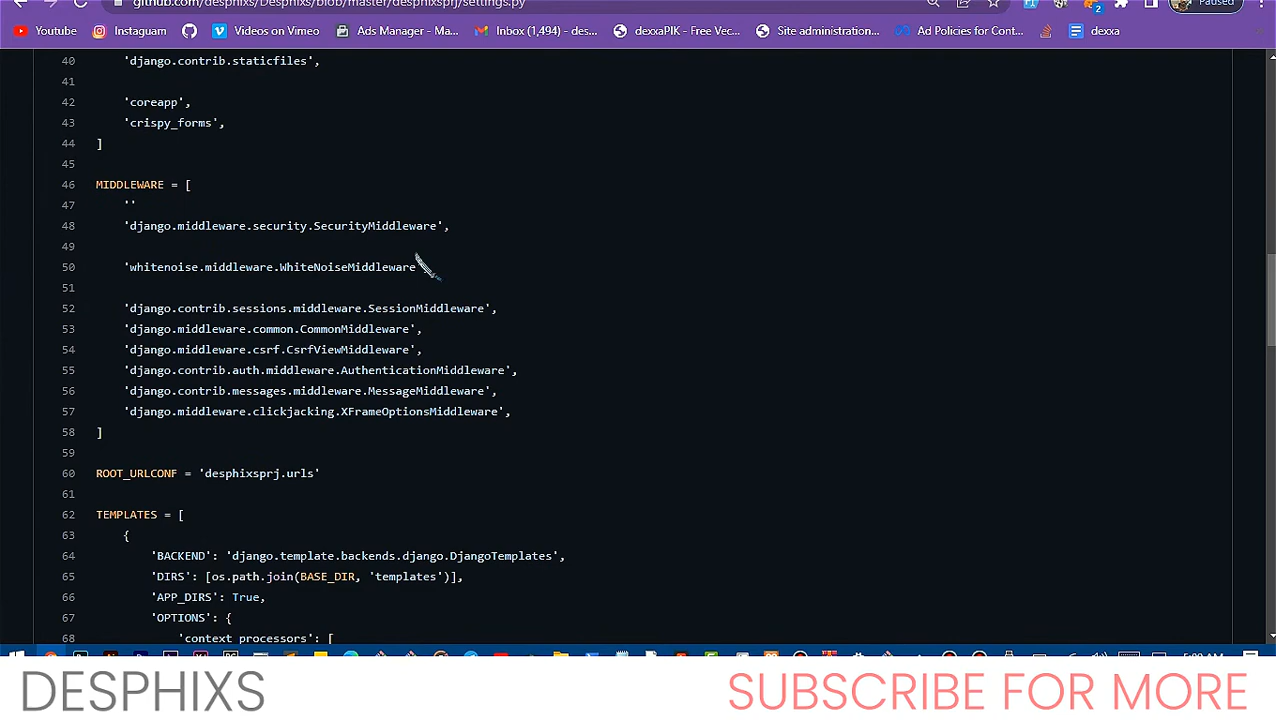 github.com/desphixs/Desphixs/blob/master/desphixsprj/settings.py
Paused
Youtube
Instaguam
Videos on Vimeo
Ads Manager - Ma...
Inbox (1,494) - des...
dexxaPIK - Free Vec...
Site administration...
Ad Policies for Cont...
dexxa
40 'django.contrib.staticfiles',
41
42 'coreapp',
43 'crispy_forms',
44 ]
45
46 MIDDLEWARE = [
47 ''
48 'django.middleware.security.SecurityMiddleware',
49
50 'whitenoise.middleware.WhiteNoiseMiddleware
51
52 'django.contrib.sessions.middleware.SessionMiddleware',
53 'django.middleware.common.CommonMiddleware',
54 'django.middleware.csrf.CsrfViewMiddleware',
55 'django.contrib.auth.middleware.AuthenticationMiddleware',
56 'django.contrib.messages.middleware.MessageMiddleware',
57 'django.middleware.clickjacking.XFrameOptionsMiddleware',
58 ]
59
60 ROOT_URLCONF = 'desphixsprj.urls'
61
62 TEMPLATES = [
63 {
64 'BACKEND': 'django.template.backends.django.DjangoTemplates',
65 'DIRS': [os.path.join(BASE_DIR, 'templates')],
66 'APP_DIRS': True,
67 'OPTIONS': {
68 'context processors': [
DESPHIXS
SUBSCRIBE FOR MORE